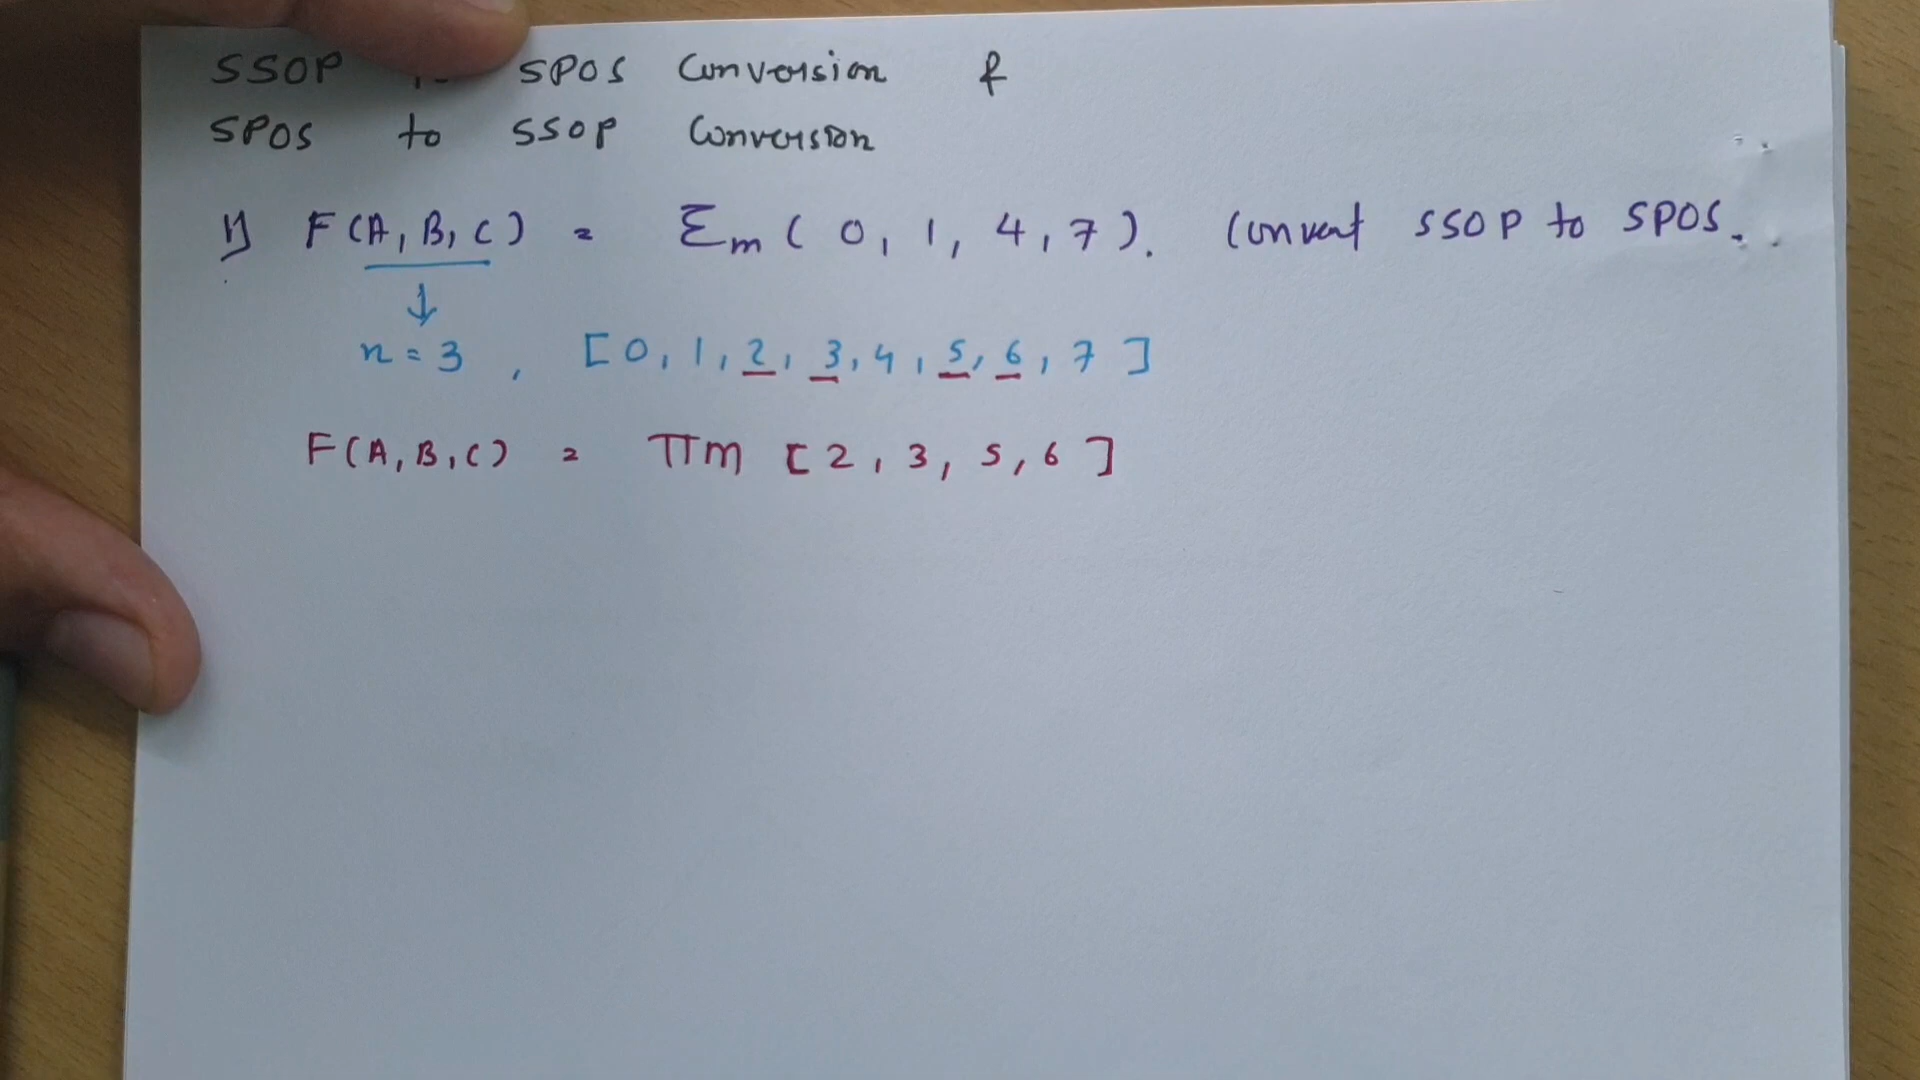 SSOP SPOS Conversion &
SPOS to SSOP Conversion
1) F(A,B,C) = Σm(0,1,4,7). Convert SSOP to SPOS.
↓
n=3, [0,1,2,3,4,5,6,7]
F(A,B,C) = πM [2,3,5,6]